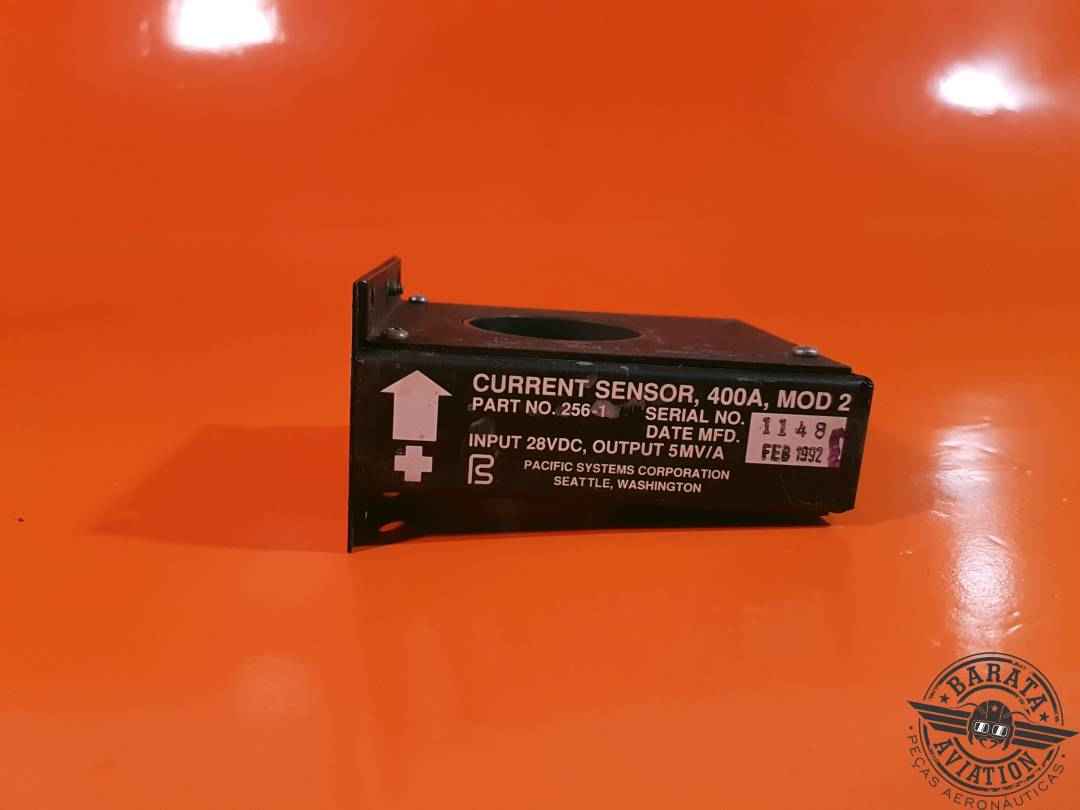 CURRENT SENSOR, 400A, MOD 2
PART NO. 256-1
SERIAL NO. 1148
DATE MFD. FEB 1992
INPUT 28VDC, OUTPUT 5MV/A
PACIFIC SYSTEMS CORPORATION
SEATTLE, WASHINGTON
BARATA
AVIATION
PEÇAS AERONÁUTICAS